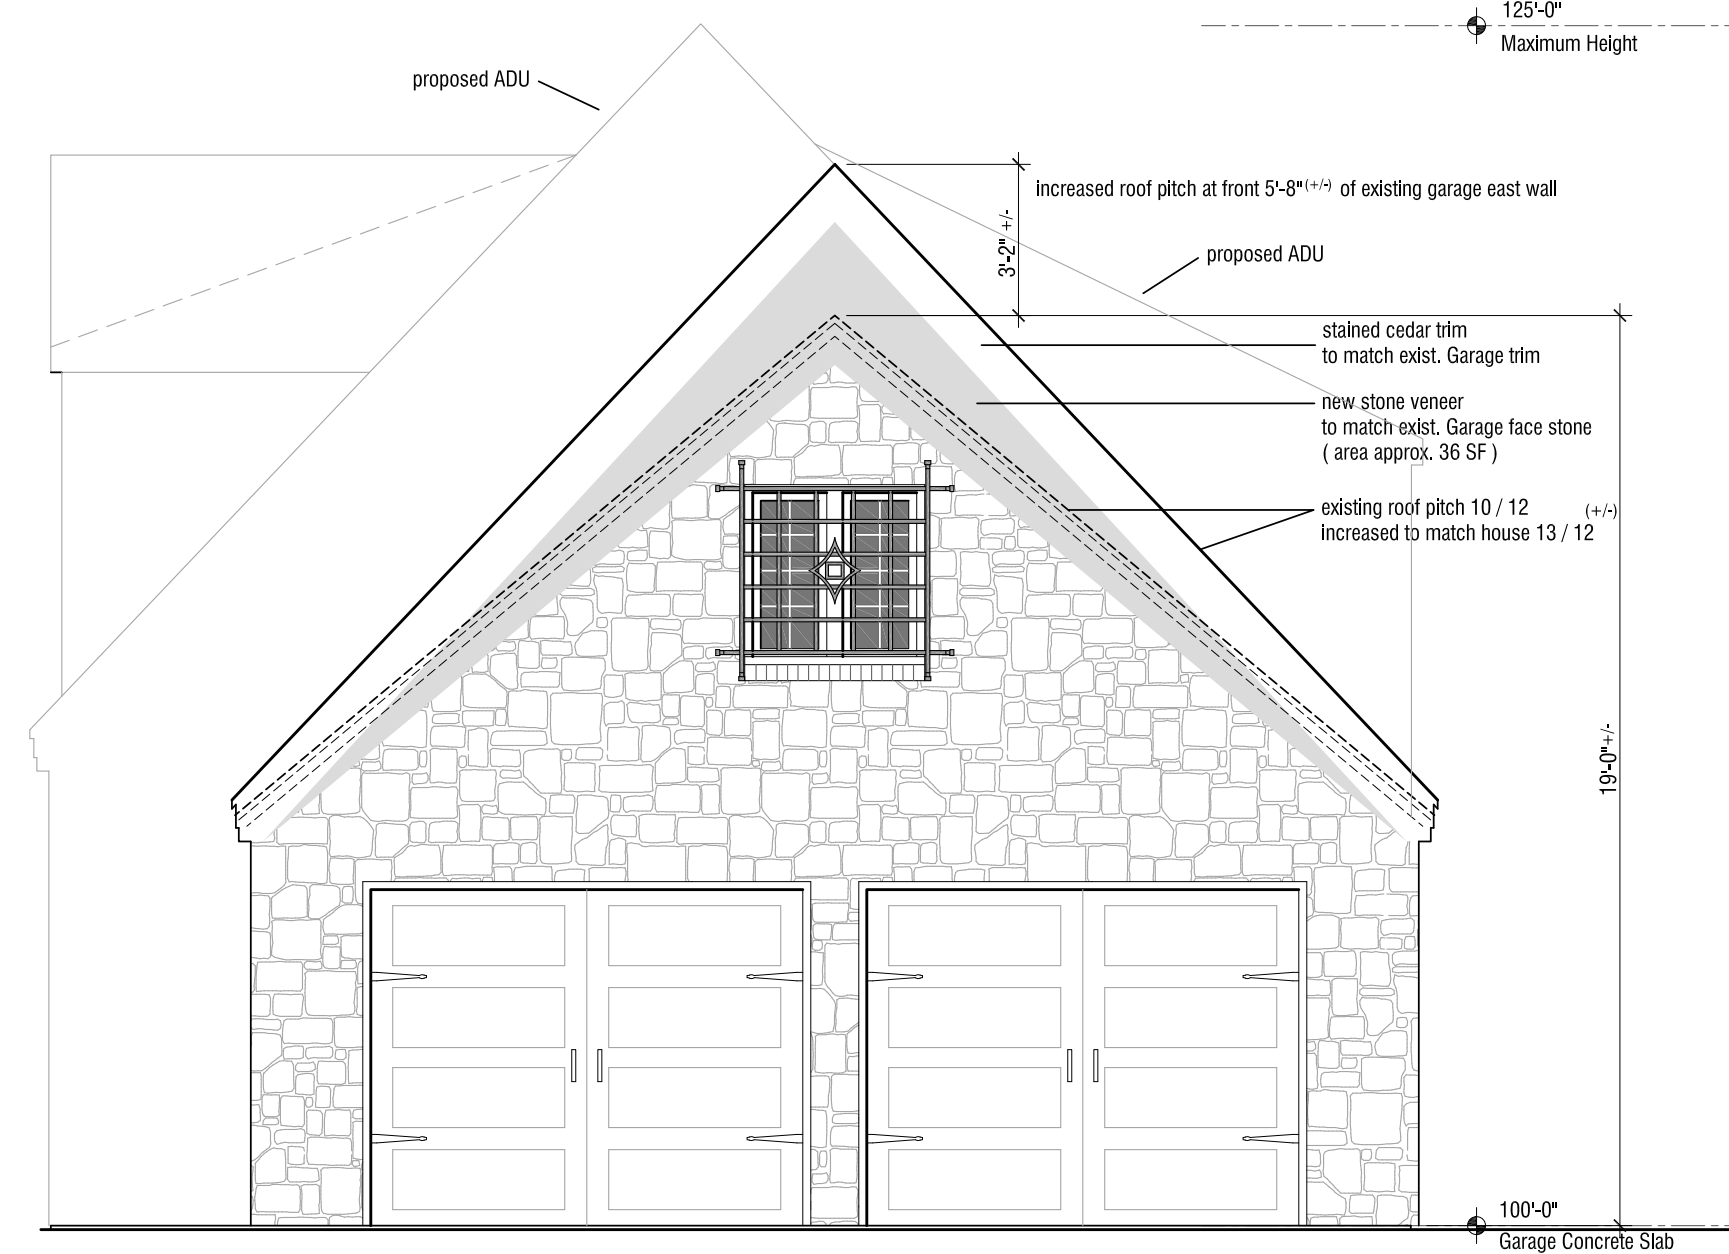 125'-0"
Maximum Height
proposed ADU
increased roof pitch at front 5'-8" (+/-) of existing garage east wall
3'-2" +/-
proposed ADU
stained cedar trim
to match exist. Garage trim
new stone veneer
to match exist. Garage face stone
( area approx. 36 SF )
existing roof pitch 10 / 12 (+/-)
increased to match house 13 / 12
19'-0"+/-
100'-0"
Garage Concrete Slab